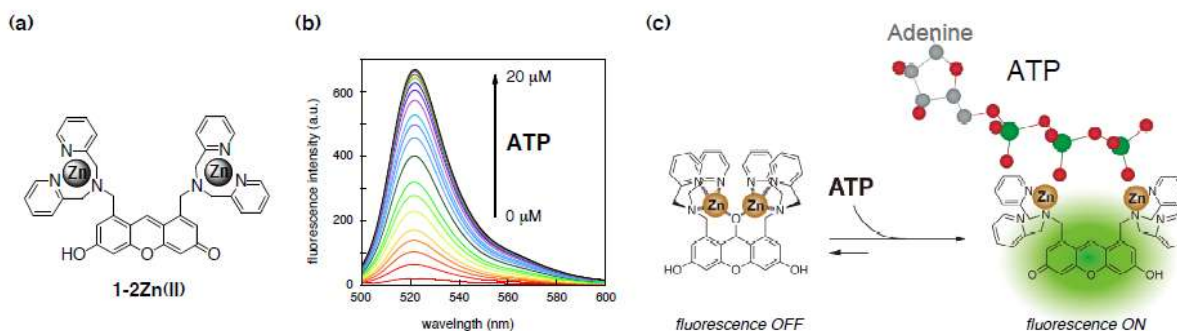 (a)
N
N
Zn
Zn
N
N
N
N
HO
O
O
1-2Zn(II)
(b)
fluorescence intensity (a.u.)
600
400
200
0
20 μM
ATP
0 μM
500
520
540
560
580
600
wavelngth (nm)
(c)
Adenine
ATP
N
N
N
N
Zn
Zn
N
N
O
HO
O
OH
ATP
Zn
Zn
N
N
N
N
N
N
O
O
OH
fluorescence OFF
fluorescence ON